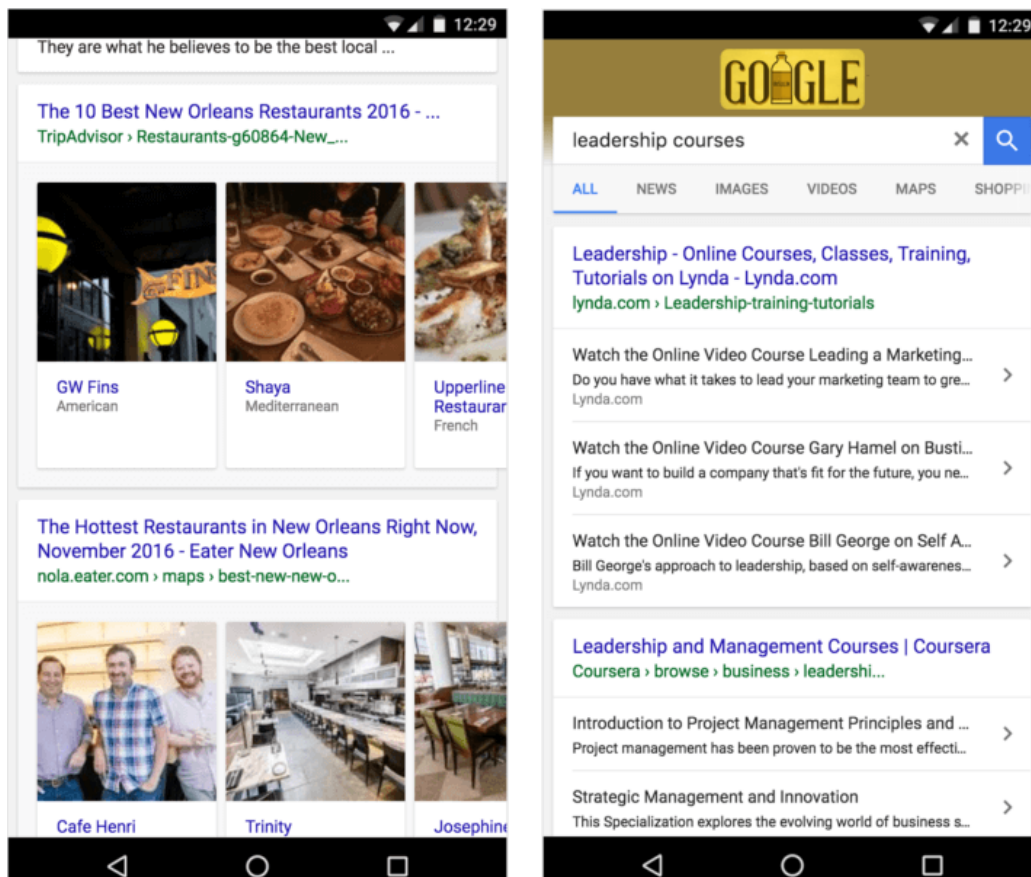 12:29
They are what he believes to be the best local ...
The 10 Best New Orleans Restaurants 2016 - ...
TripAdvisor › Restaurants-g60864-New_...
FINS
GW Fins
American
Shaya
Mediterranean
Upperline
Restaurar
French
The Hottest Restaurants in New Orleans Right Now,
November 2016 - Eater New Orleans
nola.eater.com › maps › best-new-new-o...
Cafe Henri
Trinity
Josephine
12:29
GOOGLE
leadership courses
ALL NEWS IMAGES VIDEOS MAPS SHOPPI
Leadership - Online Courses, Classes, Training,
Tutorials on Lynda - Lynda.com
lynda.com › Leadership-training-tutorials
Watch the Online Video Course Leading a Marketing...
Do you have what it takes to lead your marketing team to gre...
Lynda.com
Watch the Online Video Course Gary Hamel on Busti...
If you want to build a company that's fit for the future, you ne...
Lynda.com
Watch the Online Video Course Bill George on Self A...
Bill George's approach to leadership, based on self-awarenes...
Lynda.com
Leadership and Management Courses | Coursera
Coursera › browse › business › leadershi...
Introduction to Project Management Principles and ...
Project management has been proven to be the most effecti...
Strategic Management and Innovation
This Specialization explores the evolving world of business s...